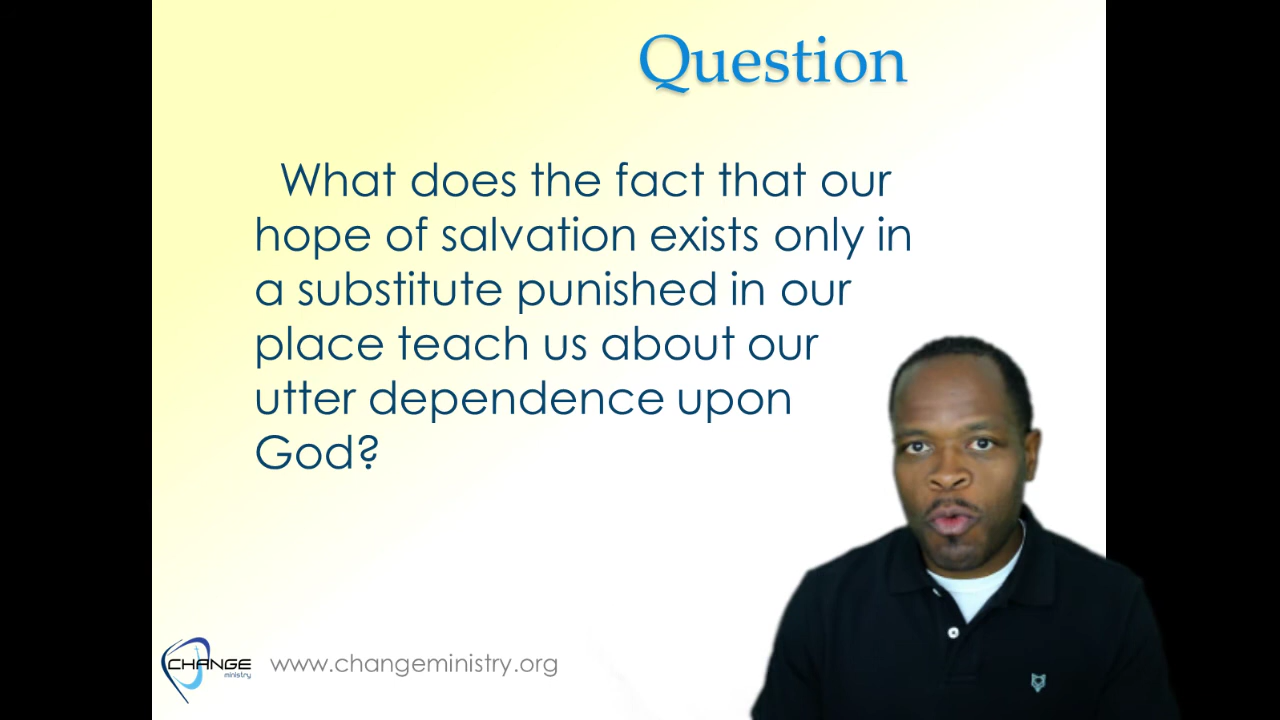 Question
What does the fact that our
hope of salvation exists only in
a substitute punished in our
place teach us about our
utter dependence upon
God?
CHANGE
ministry
www.changeministry.org